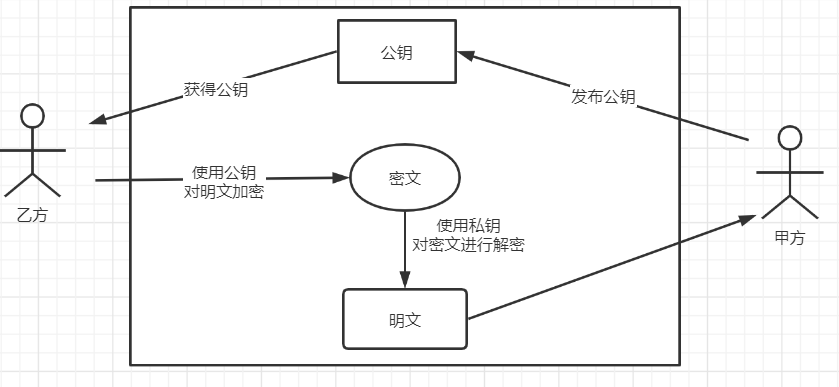 公钥
获得公钥
发布公钥
使用公钥
对明文加密
密文
乙方
甲方
使用私钥
对密文进行解密
明文